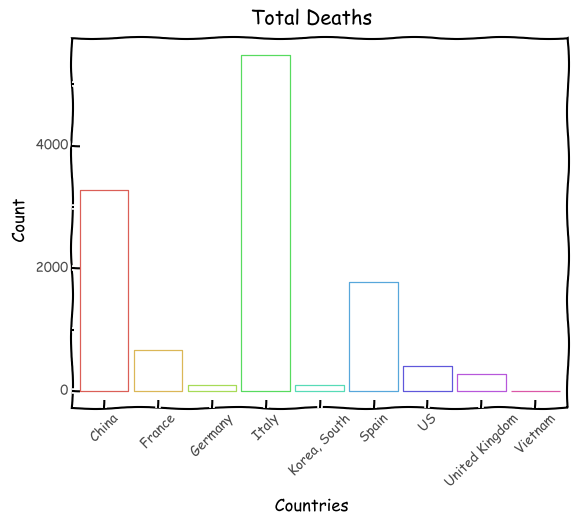 Total Deaths
Count
4000
2000
0
China
France
Germany
Italy
Korea, South
Spain
US
United Kingdom
Vietnam
Countries